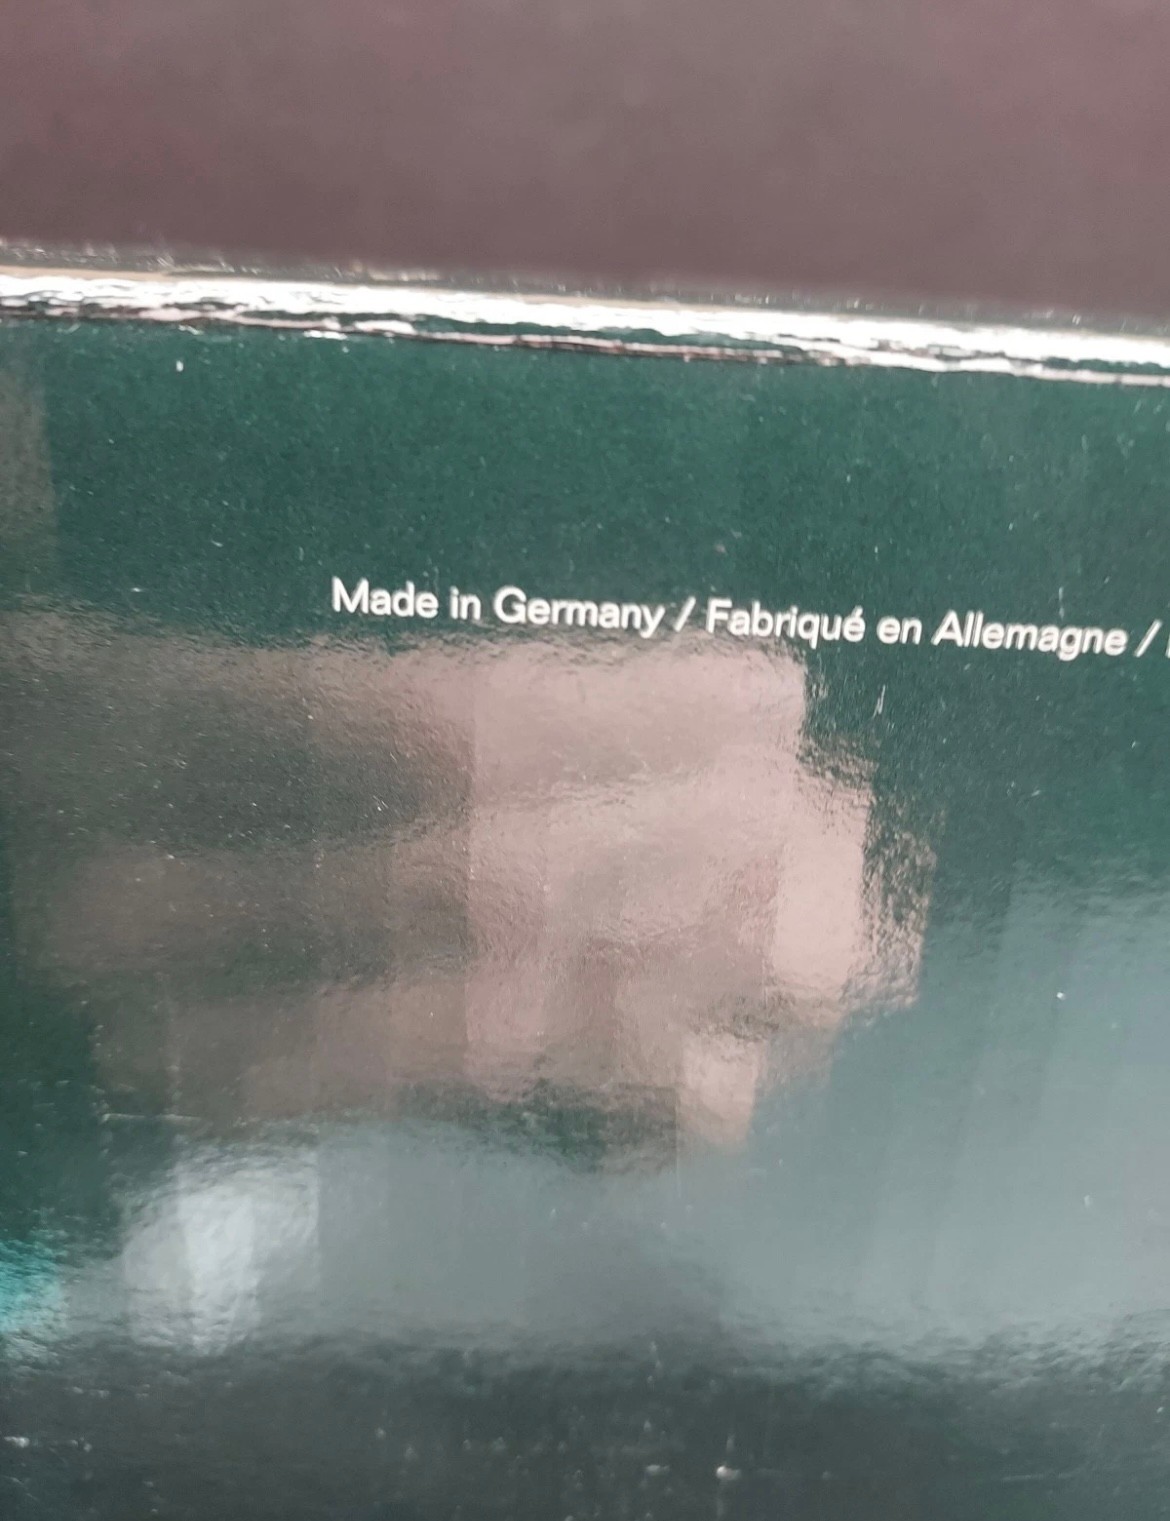 Made in Germany / Fabriqué en Allemagne /